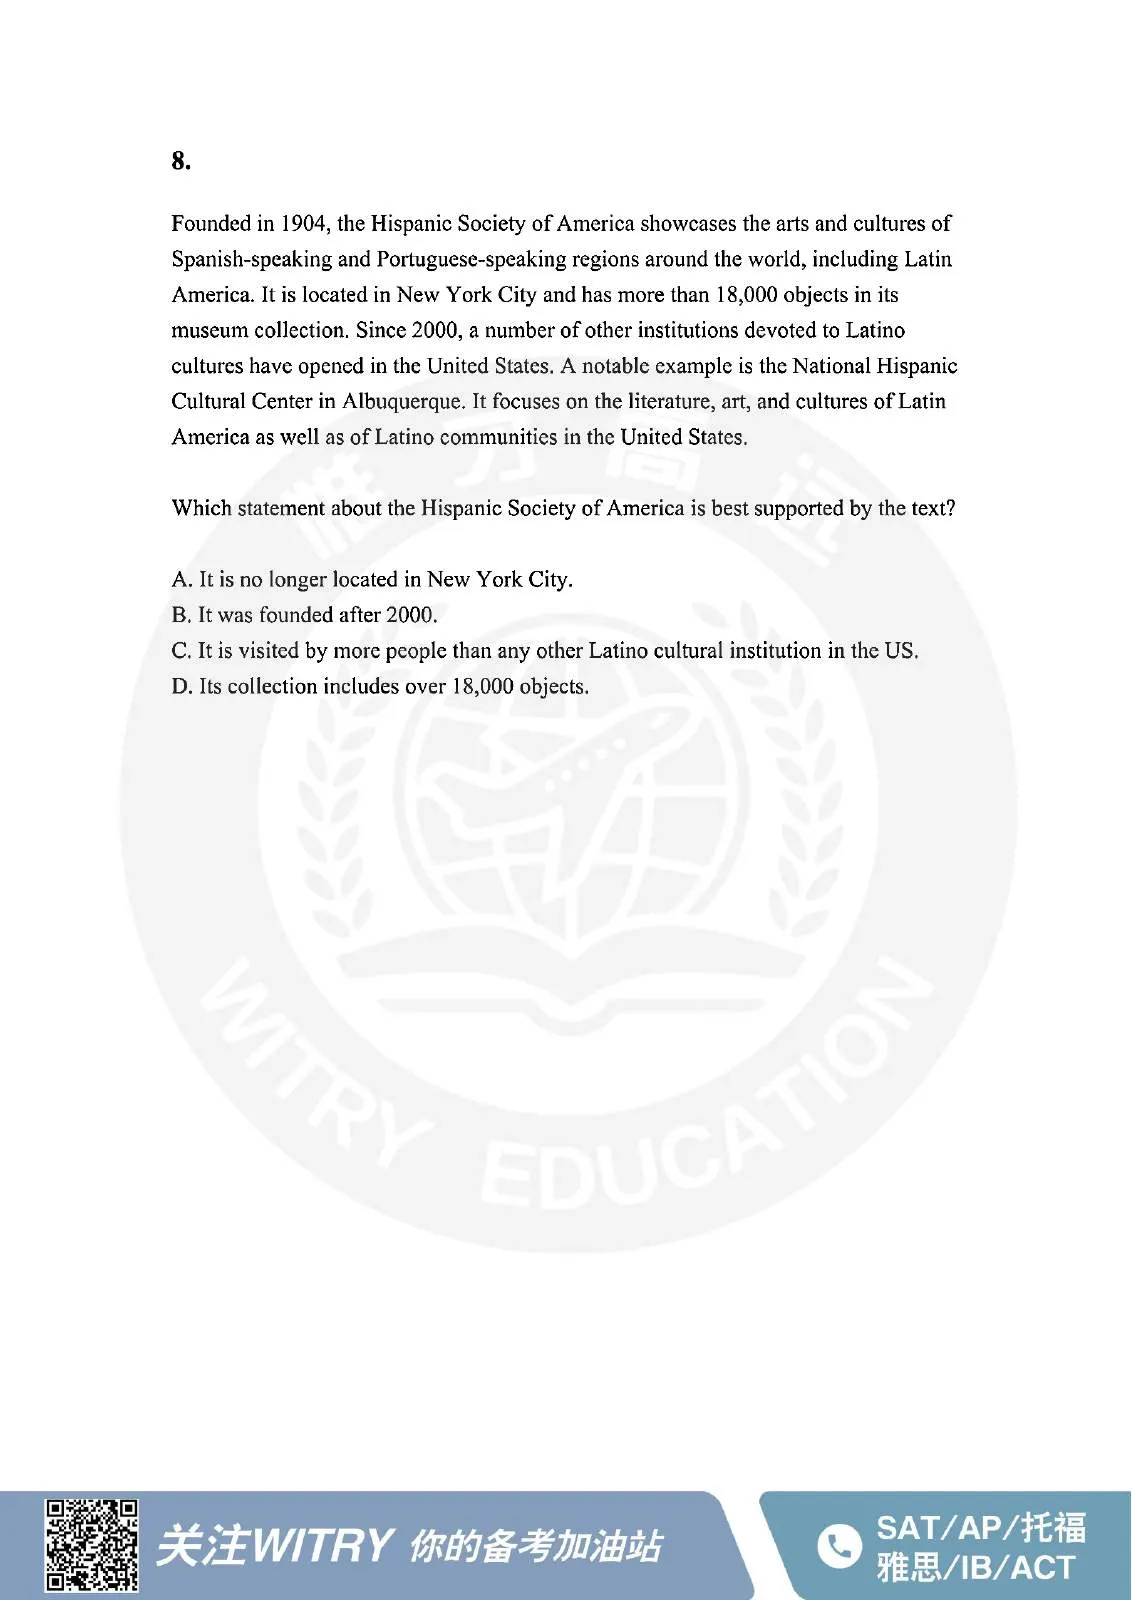 8.
Founded in 1904, the Hispanic Society of America showcases the arts and cultures of
Spanish-speaking and Portuguese-speaking regions around the world, including Latin
America. It is located in New York City and has more than 18,000 objects in its
museum collection. Since 2000, a number of other institutions devoted to Latino
cultures have opened in the United States. A notable example is the National Hispanic
Cultural Center in Albuquerque. It focuses on the literature, art, and cultures of Latin
America as well as of Latino communities in the United States.
Which statement about the Hispanic Society of America is best supported by the text?
A. It is no longer located in New York City.
B. It was founded after 2000.
C. It is visited by more people than any other Latino cultural institution in the US.
D. Its collection includes over 18,000 objects.
惟力高远
WITRY EDUCATION
关注WITRY 你的备考加油站
SAT/AP/托福
雅思/IB/ACT